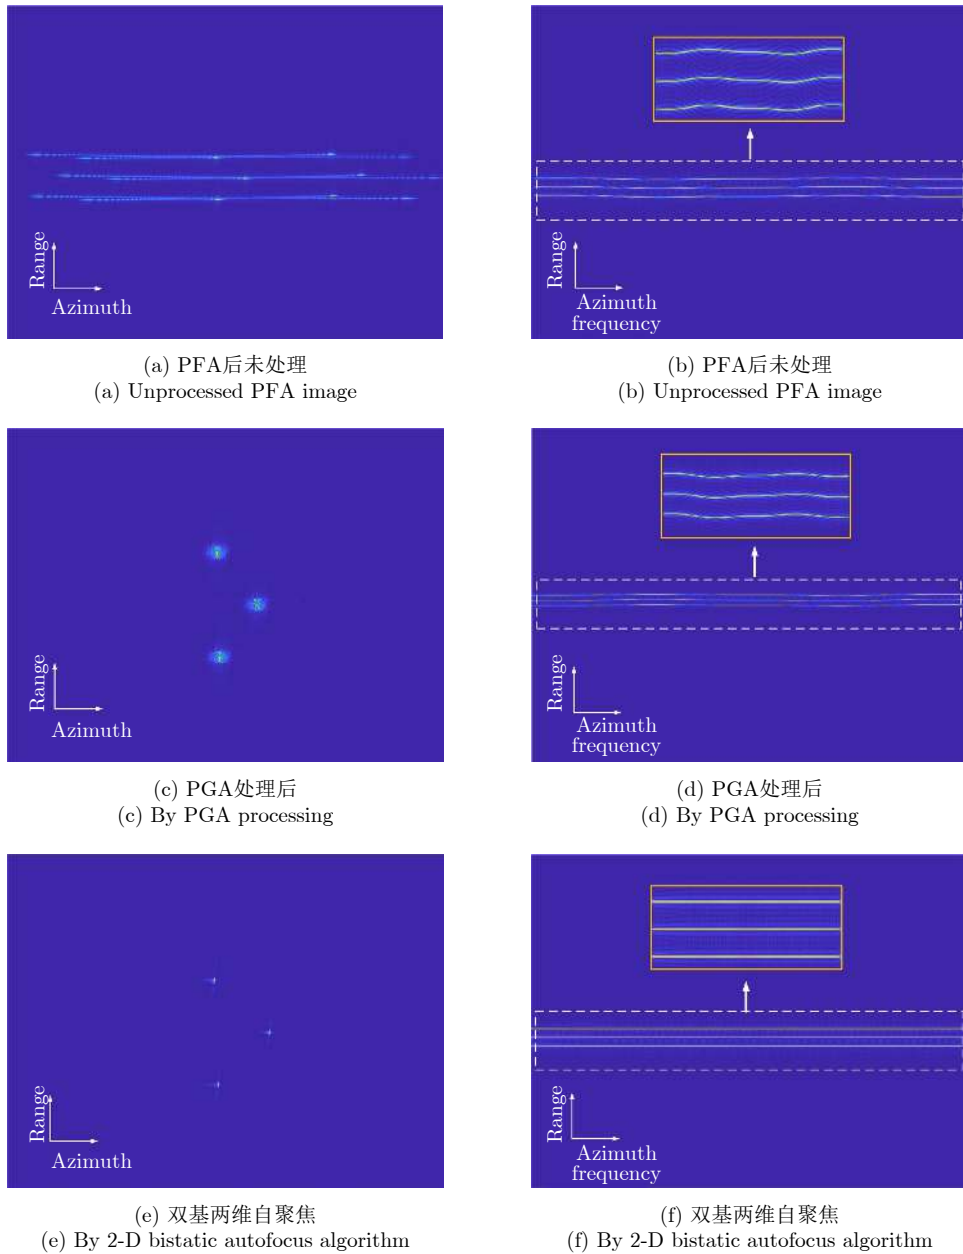 Range
Azimuth
Range
Azimuth
frequency
(a) PFA后未处理
(a) Unprocessed PFA image
(b) PFA后未处理
(b) Unprocessed PFA image
Range
Azimuth
Range
Azimuth
frequency
(c) PGA处理后
(c) By PGA processing
(d) PGA处理后
(d) By PGA processing
Range
Azimuth
Range
Azimuth
frequency
(e) 双基两维自聚焦
(e) By 2-D bistatic autofocus algorithm
(f) 双基两维自聚焦
(f) By 2-D bistatic autofocus algorithm